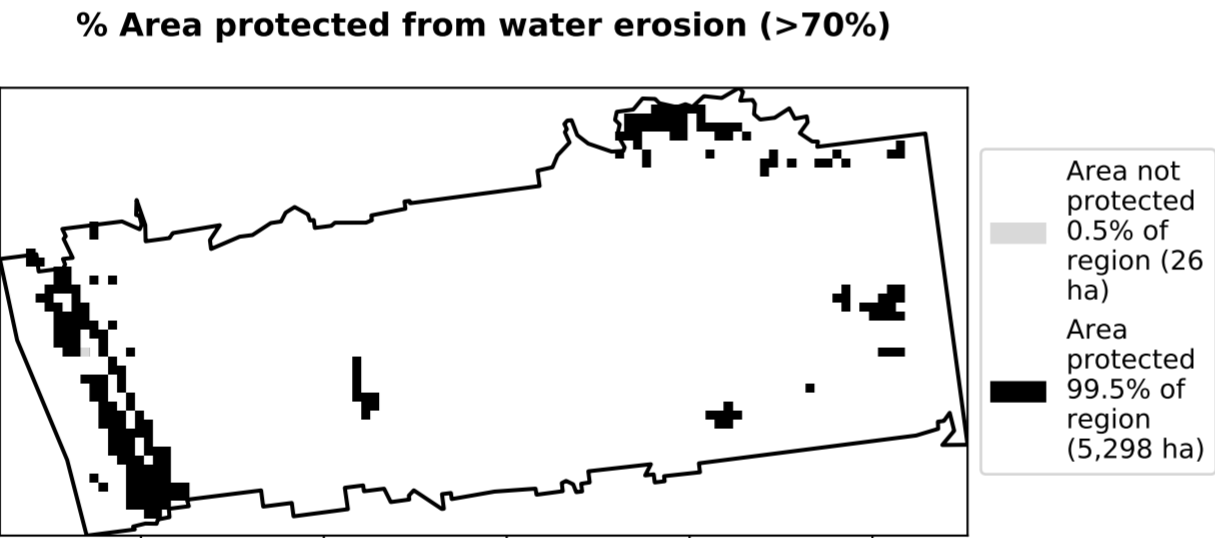 % Area protected from water erosion (>70%)
Area not
protected
0.5% of
region (26
ha)
Area
protected
99.5% of
region
(5,298 ha)